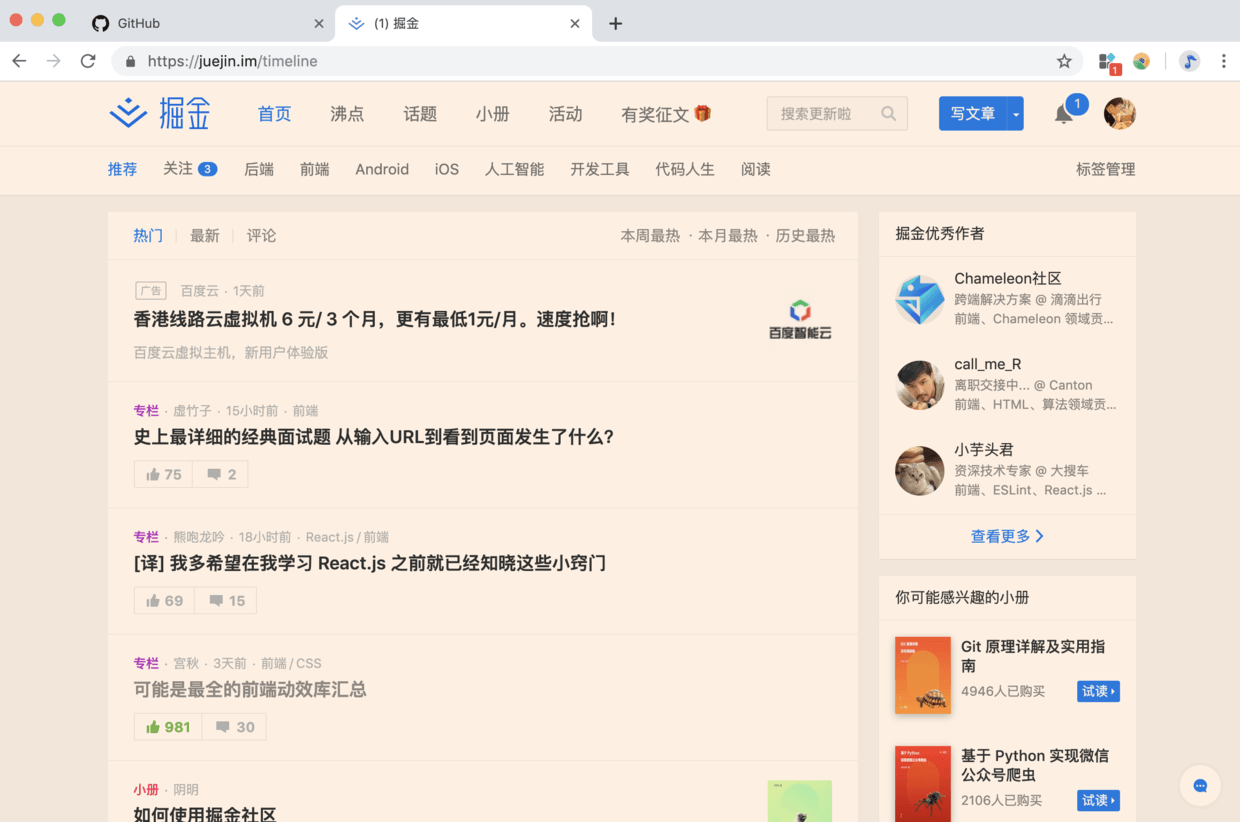 GitHub
(1) 掘金
https://juejin.im/timeline
1
掘金
首页
沸点
话题
小册
活动
有奖征文
搜索更新啦
写文章
1
推荐
关注 3
后端
前端
Android
iOS
人工智能
开发工具
代码人生
阅读
标签管理
热门
最新
评论
本周最热 · 本月最热 · 历史最热
广告 百度云 · 1天前
香港线路云虚拟机 6 元/ 3 个月，更有最低1元/月。速度抢啊！
百度云虚拟主机，新用户体验版
百度智能云
专栏 · 虚竹子 · 15小时前 · 前端
史上最详细的经典面试题 从输入URL到看到页面发生了什么？
75
2
专栏 · 熊咆龙吟 · 18小时前 · React.js / 前端
[译] 我多希望在我学习 React.js 之前就已经知晓这些小窍门
69
15
专栏 · 宫秋 · 3天前 · 前端 / CSS
可能是最全的前端动效库汇总
981
30
小册 · 阴明
如何使用掘金社区
掘金优秀作者
Chameleon社区
跨端解决方案 @ 滴滴出行
前端、Chameleon 领域贡...
call_me_R
离职交接中... @ Canton
前端、HTML、算法领域贡...
小芋头君
资深技术专家 @ 大搜车
前端、ESLint、React.js ...
查看更多
你可能感兴趣的小册
Git 原理详解及实用指
南
4946人已购买
试读
基于 Python 实现微信
公众号爬虫
2106人已购买
试读